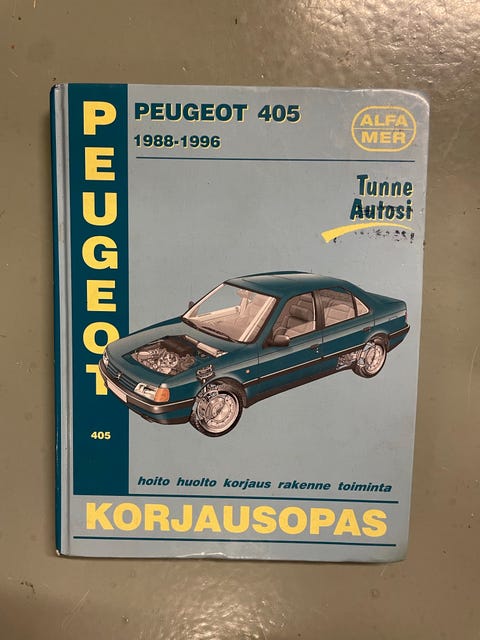 PEUGEOT
PEUGEOT 405
1988-1996
ALFA
MER
Tunne
Autosi
405
hoito huolto korjaus rakenne toiminta
KORJAUSOPAS